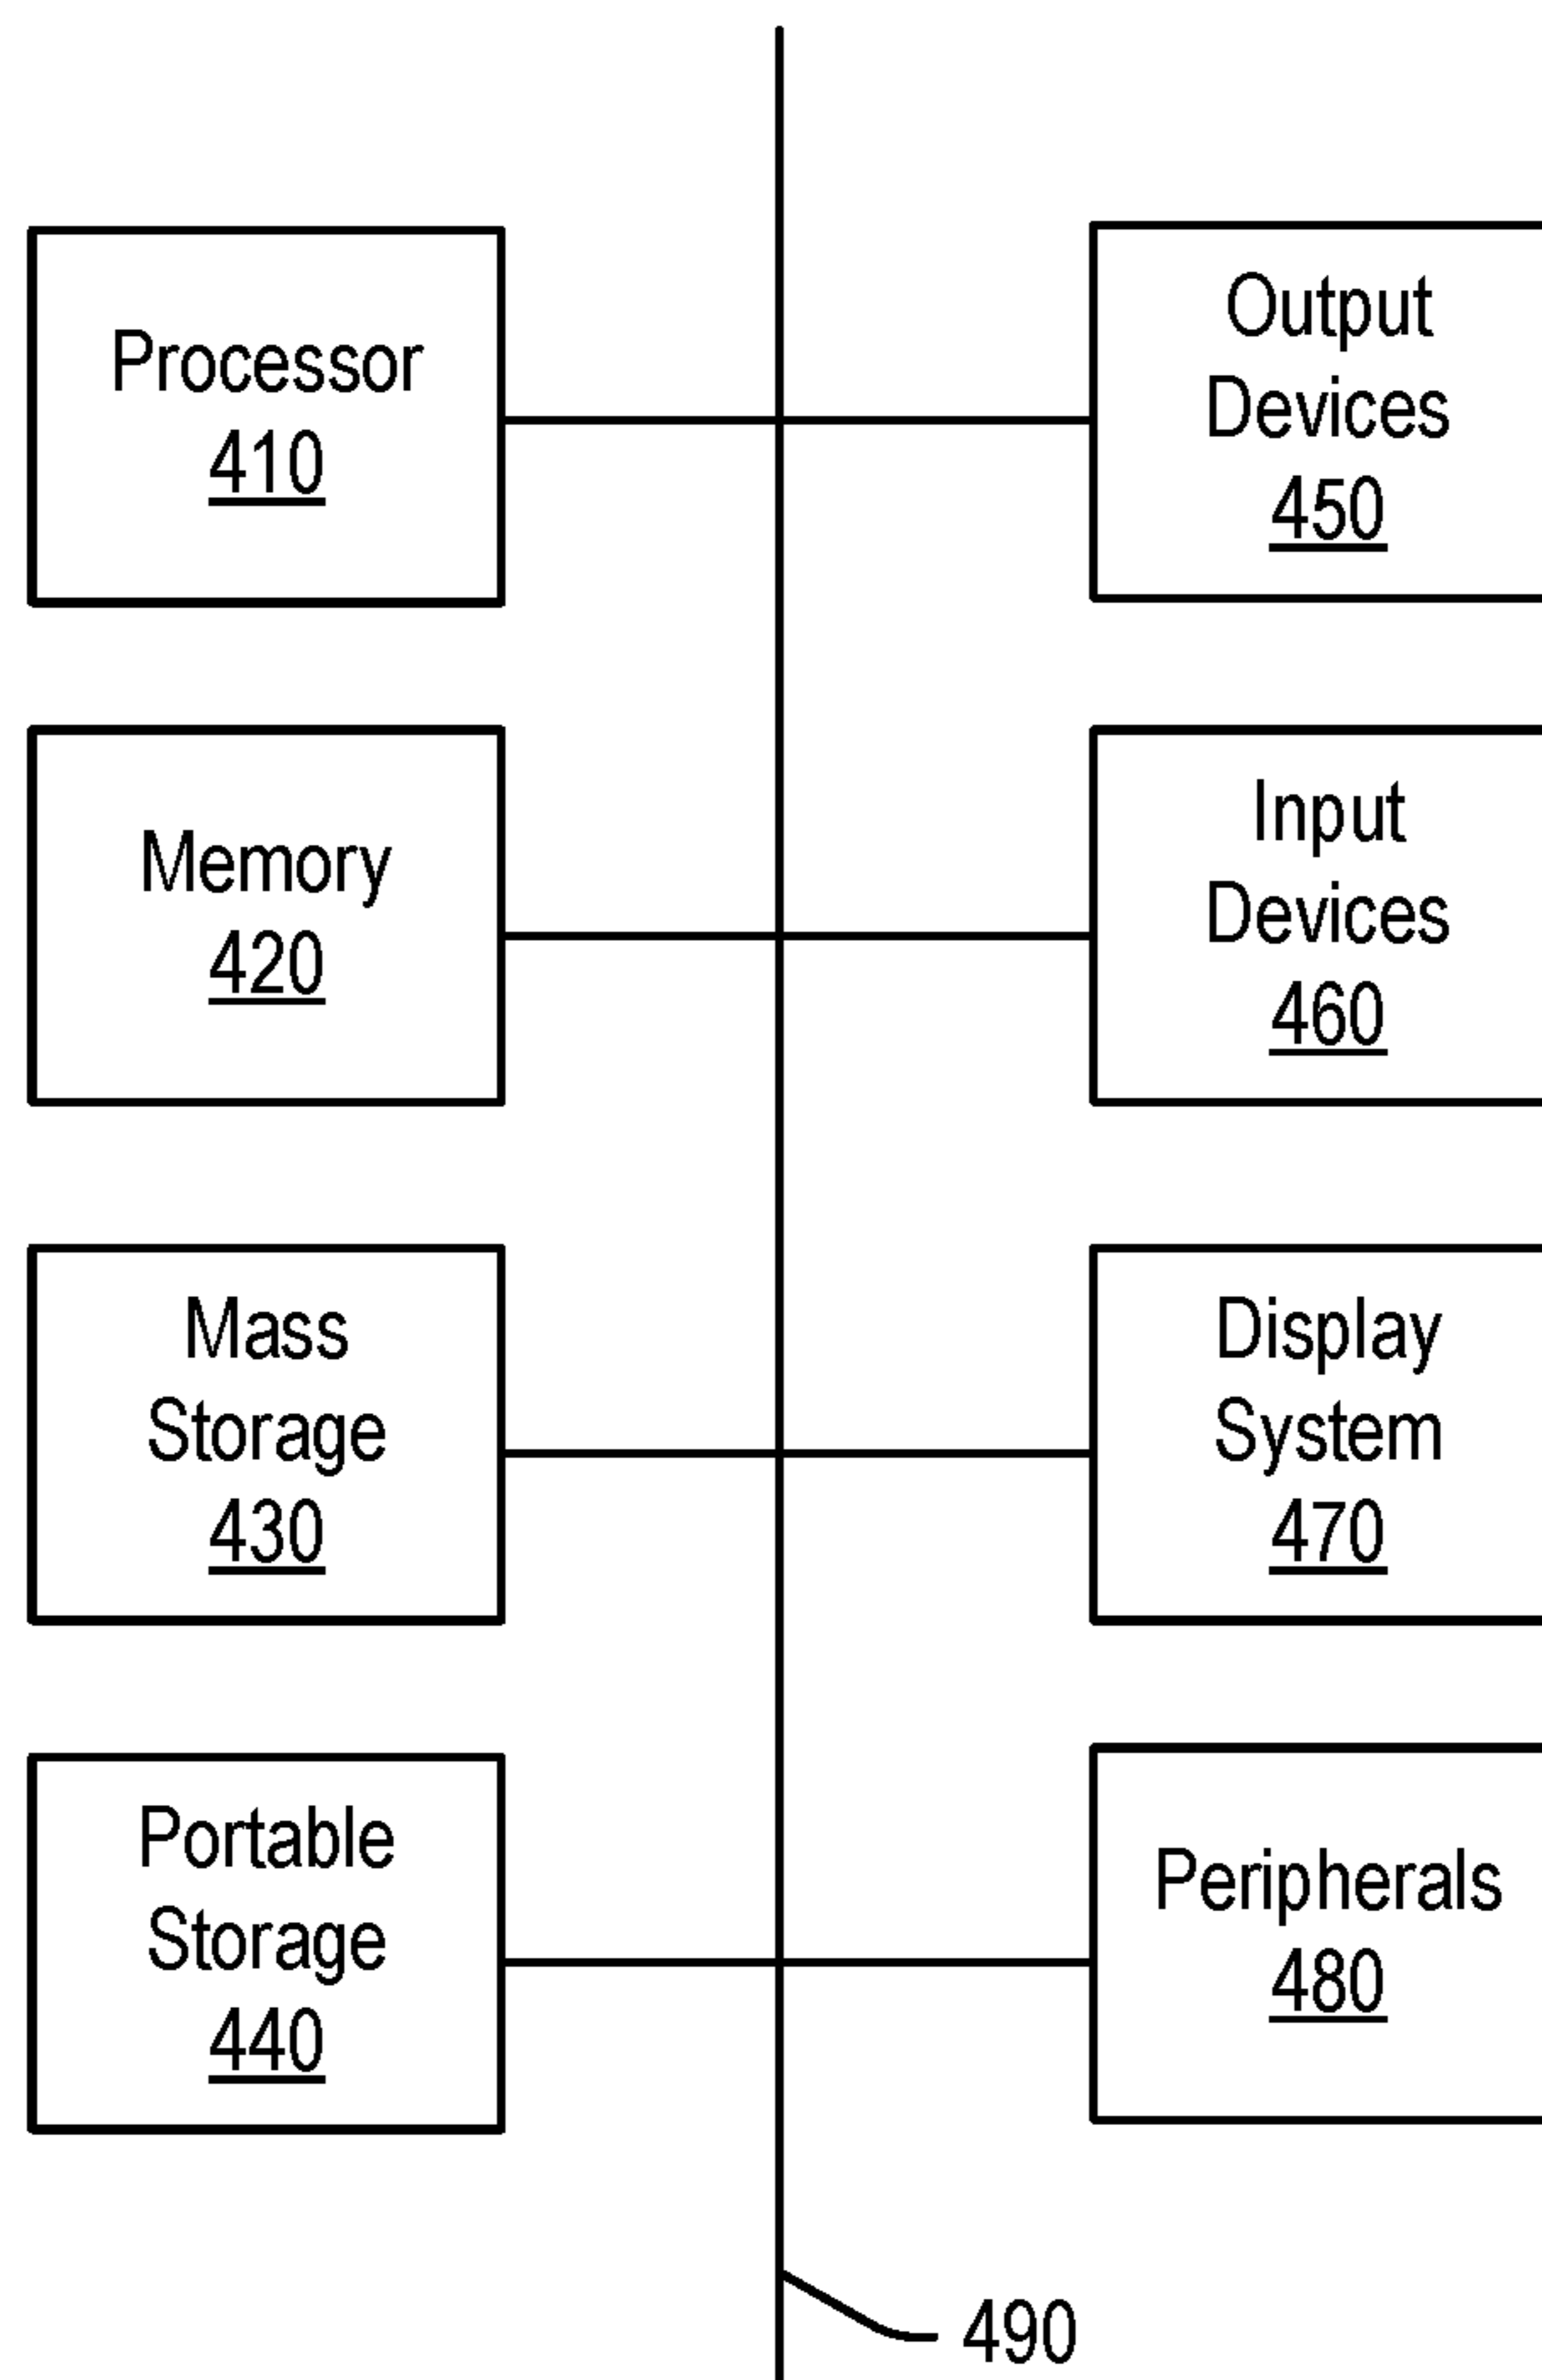 Processor
410
Output
Devices
450
Memory
420
Input
Devices
460
Mass
Storage
430
Display
System
470
Portable
Storage
440
Peripherals
480
490